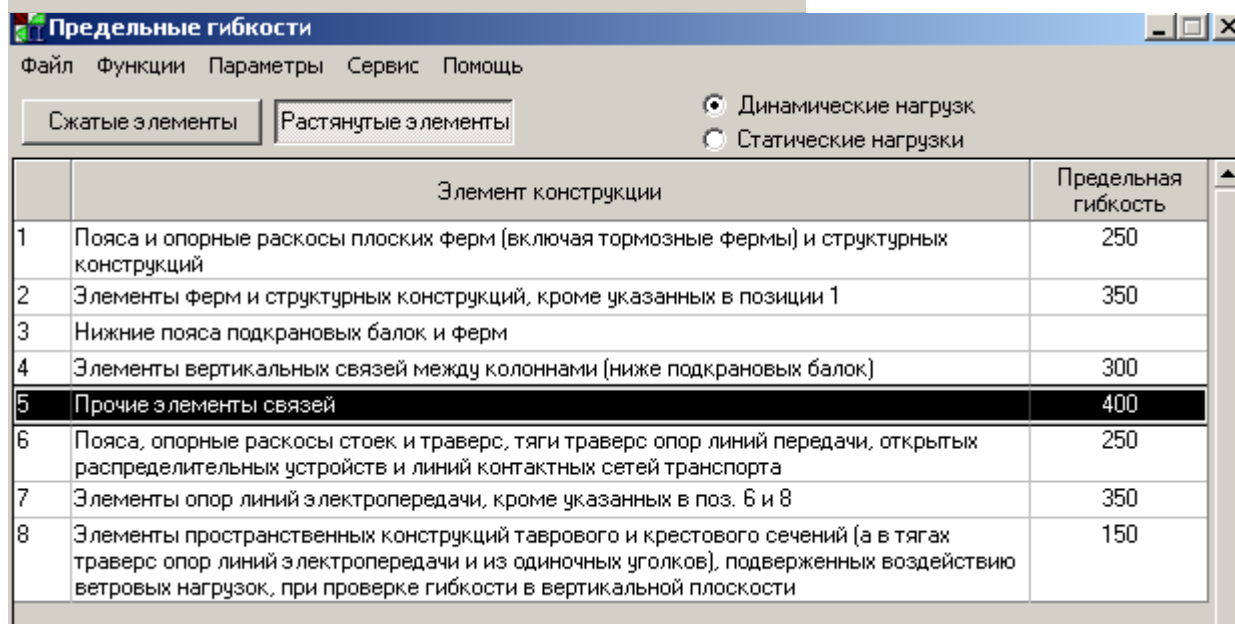 Предельные гибкости
Файл Функции Параметры Сервис Помощь
Сжатые элементы
Растянутые элементы
Динамические нагрузк
Статические нагрузки
Элемент конструкции
Предельная
гибкость
1 Пояса и опорные раскосы плоских ферм (включая тормозные фермы) и структурных 250
конструкций
2 Элементы ферм и структурных конструкций, кроме указанных в позиции 1 350
3 Нижние пояса подкрановых балок и ферм
4 Элементы вертикальных связей между колоннами (ниже подкрановых балок) 300
5 Прочие элементы связей 400
6 Пояса, опорные раскосы стоек и траверс, тяги траверс опор линий передачи, открытых 250
распределительных устройств и линий контактных сетей транспорта
7 Элементы опор линий электропередачи, кроме указанных в поз. 6 и 8 350
8 Элементы пространственных конструкций таврового и крестового сечений (а в тягах 150
траверс опор линий электропередачи и из одиночных уголков), подверженных воздействию
ветровых нагрузок, при проверке гибкости в вертикальной плоскости